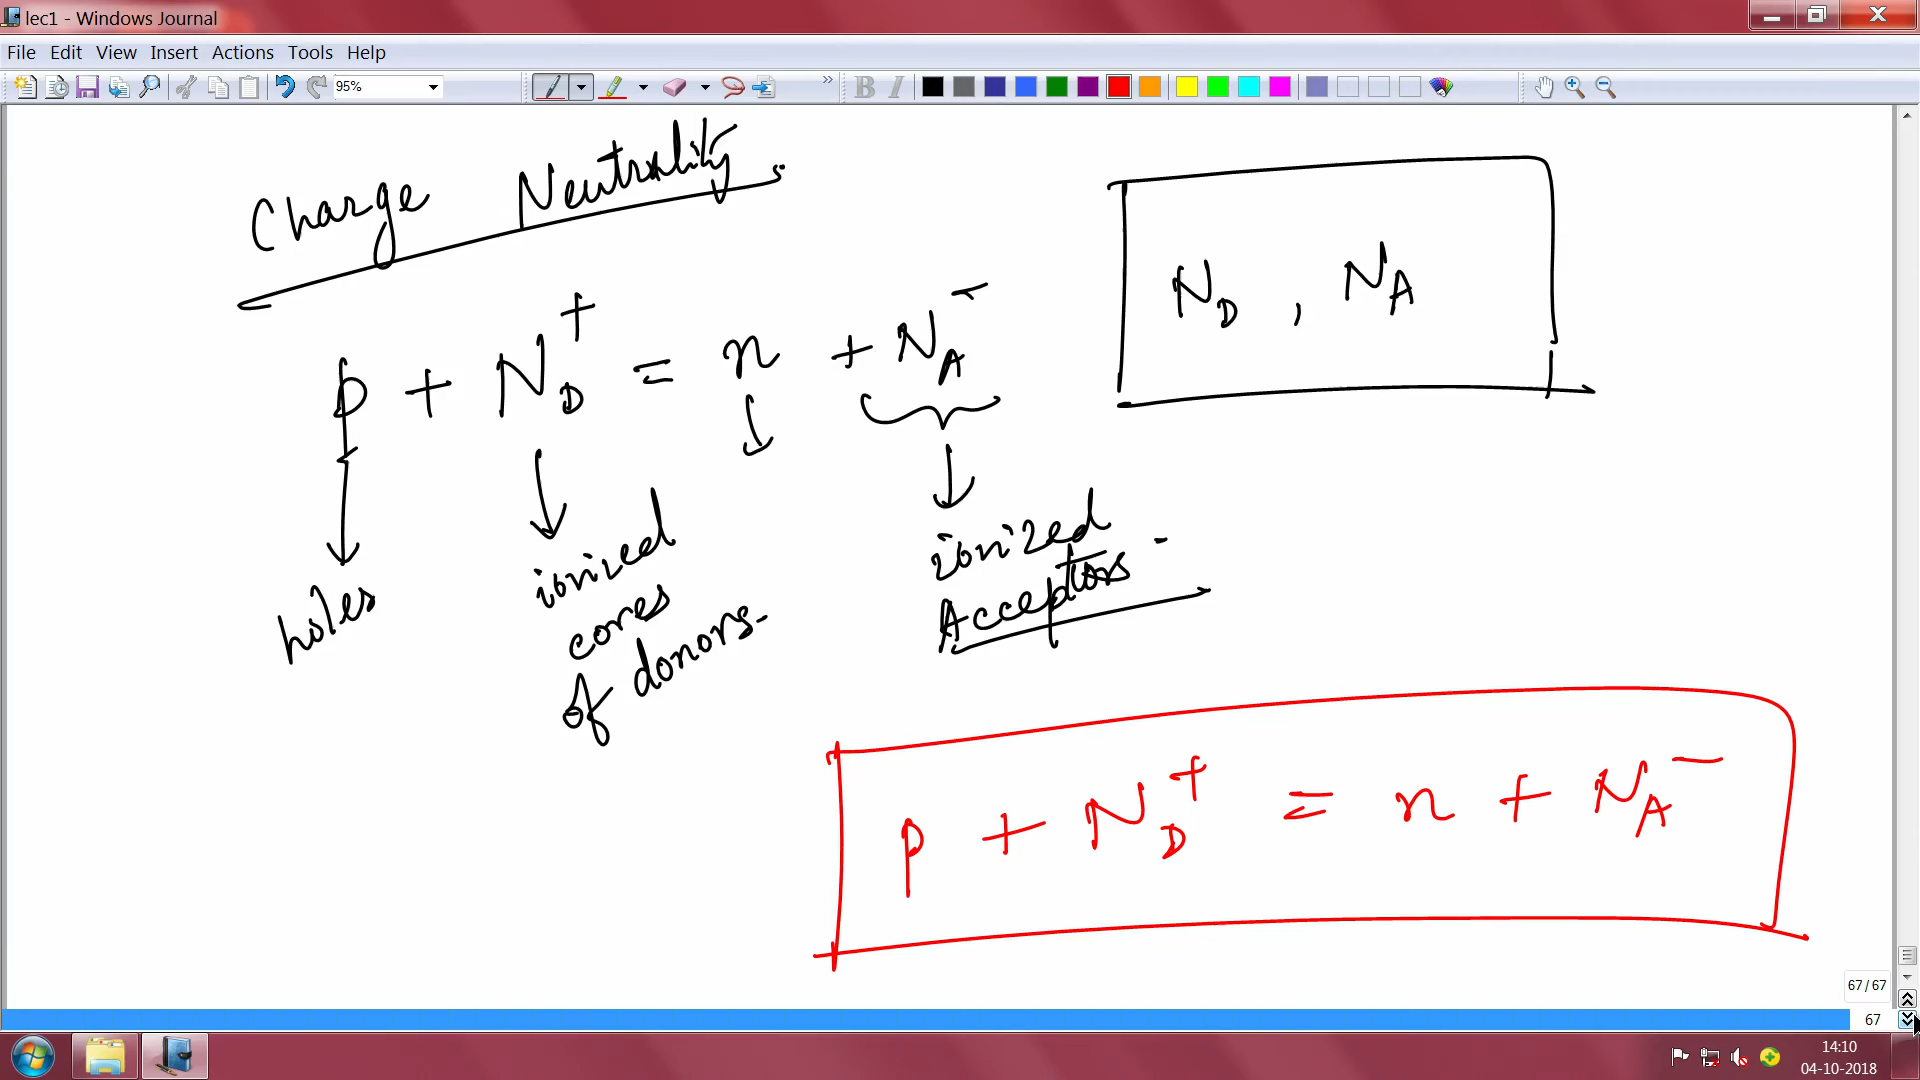 lec1 - Windows Journal
File Edit View Insert Actions Tools Help
95%
B I
Charge Neutrality
N_D , N_A
p + N_D^+ = n + N_A^-
holes
ionized
cores
of donors.
ionized
Acceptors.
p + N_D^+ = n + N_A^-
67/67
67
14:10
04-10-2018